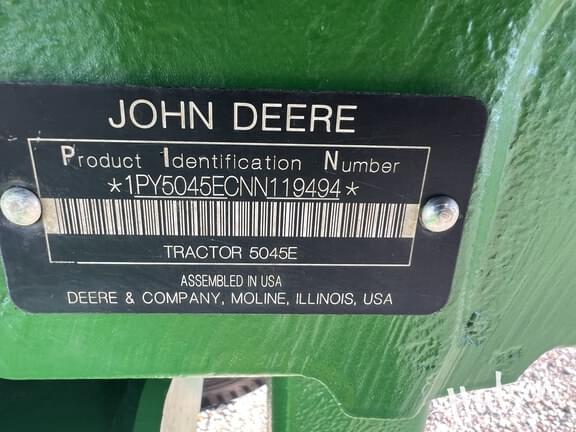 JOHN DEERE
Product Identification Number
*1PY5045ECNN119494*
TRACTOR 5045E
ASSEMBLED IN USA
DEERE & COMPANY, MOLINE, ILLINOIS, USA